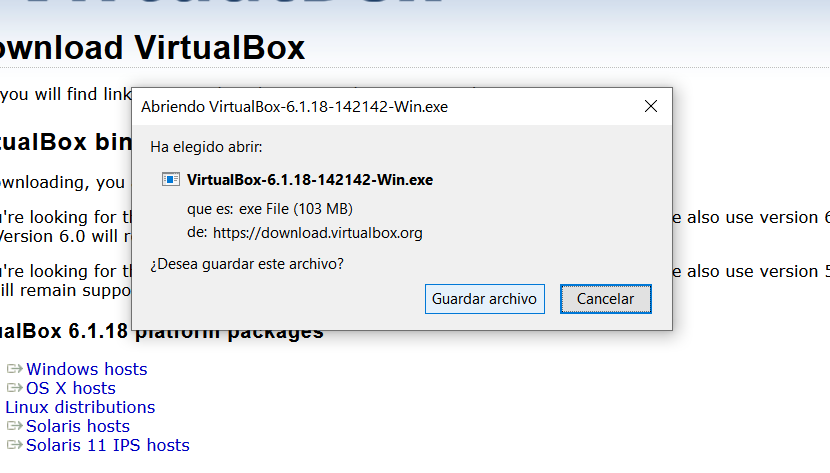 ownload VirtualBox
you will find link
Abriendo VirtualBox-6.1.18-142142-Win.exe
Ha elegido abrir:
VirtualBox-6.1.18-142142-Win.exe
que es: exe File (103 MB)
de: https://download.virtualbox.org
¿Desea guardar este archivo?
Guardar archivo
Cancelar
tualBox bin
wnloading, you
u're looking for th
e also use version 6
Version 6.0 will r
u're looking for th
e also use version 5
ill remain suppo
ualBox 6.1.18 platform packages
Windows hosts
OS X hosts
Linux distributions
Solaris hosts
Solaris 11 IPS hosts